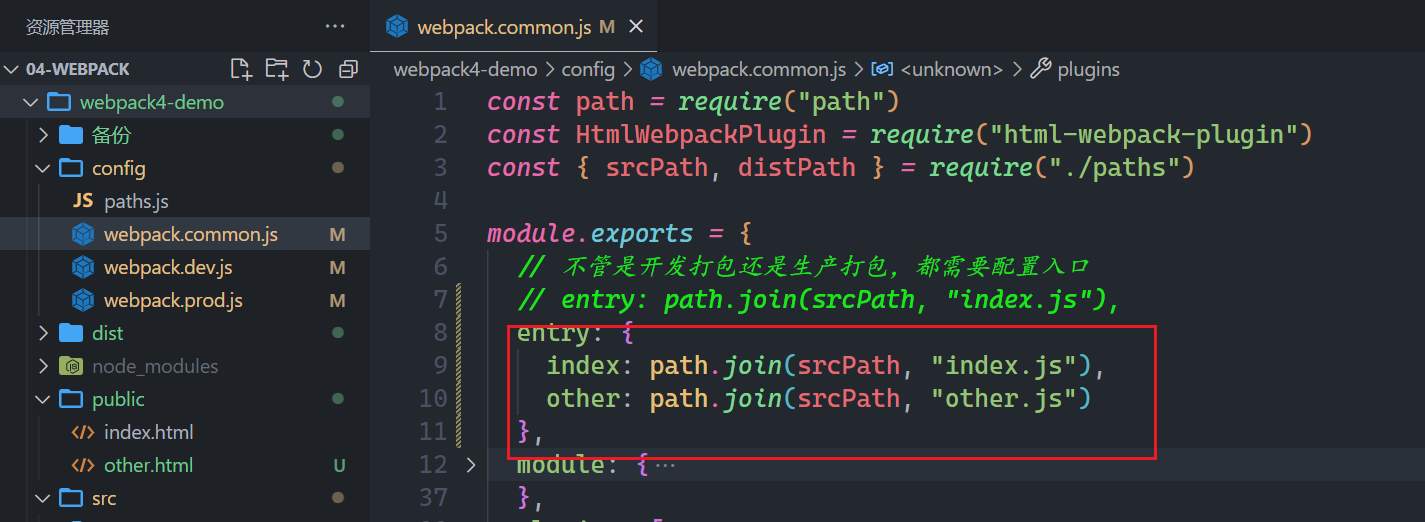 资源管理器 ···
04-WEBPACK
webpack4-demo
备份
config
JS paths.js
webpack.common.js M
webpack.dev.js M
webpack.prod.js M
dist
node_modules
public
index.html
other.html U
src
webpack.common.js M
webpack4-demo > config > webpack.common.js > <unknown> > plugins
1 const path = require("path")
2 const HtmlWebpackPlugin = require("html-webpack-plugin")
3 const { srcPath, distPath } = require("./paths")
4
5 module.exports = {
6 // 不管是开发打包还是生产打包，都需要配置入口
7 // entry: path.join(srcPath, "index.js"),
8 entry: {
9 index: path.join(srcPath, "index.js"),
10 other: path.join(srcPath, "other.js")
11 },
12 module: {···
37 },